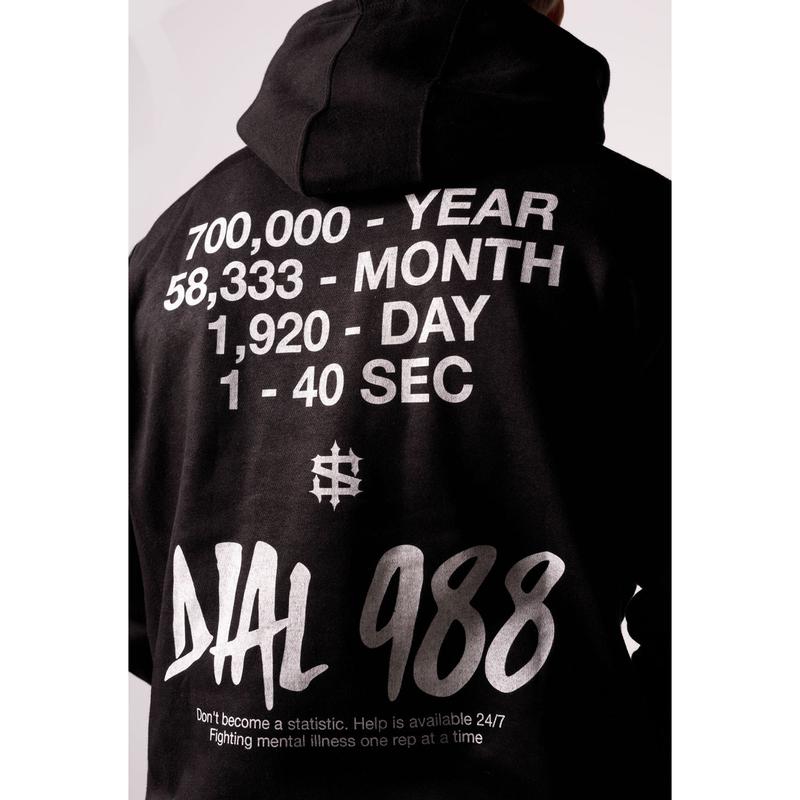 700,000 - YEAR
58,333 - MONTH
1,920 - DAY
1 - 40 SEC
DIAL 988
Don't become a statistic. Help is available 24/7
Fighting mental illness one rep at a time